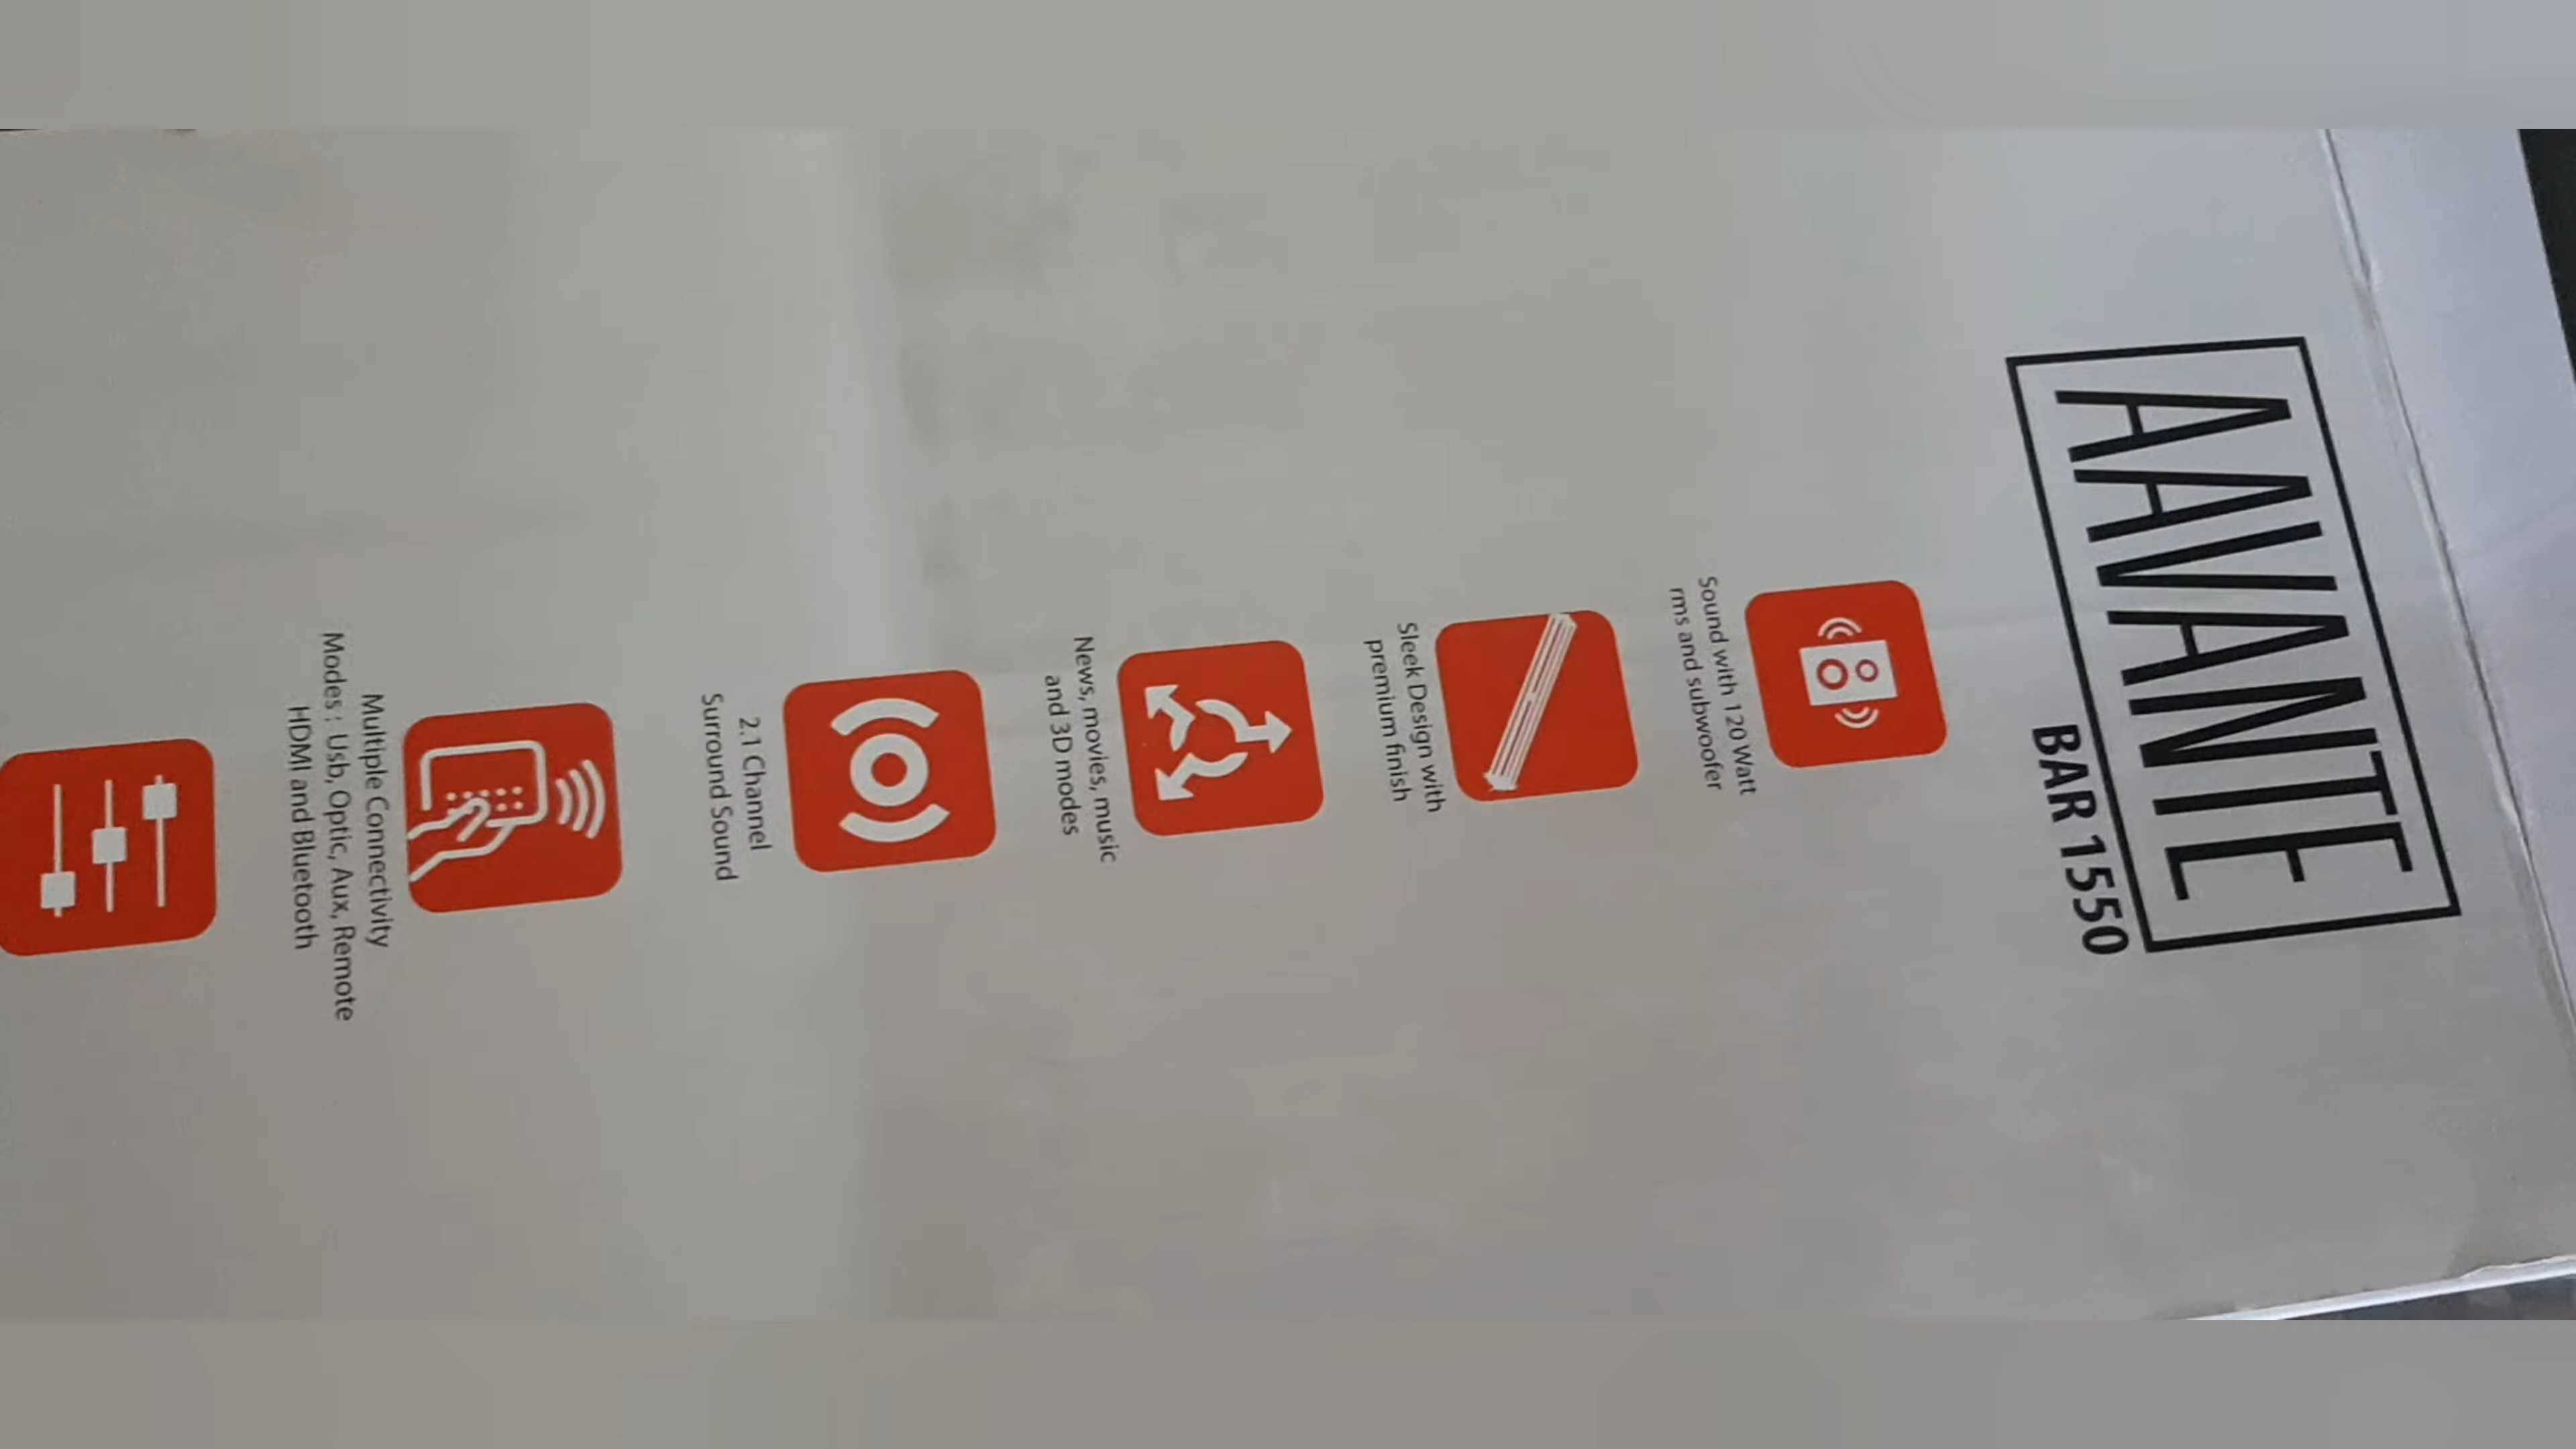 AAVANTE
BAR 1550
Sound with 120 Watt
rms and subwoofer
Sleek Design with
premium finish
News, movies, music
and 3D modes
2.1 Channel
Surround Sound
Multiple Connectivity
Modes : Usb, Optic, Aux, Remote
HDMI and Bluetooth